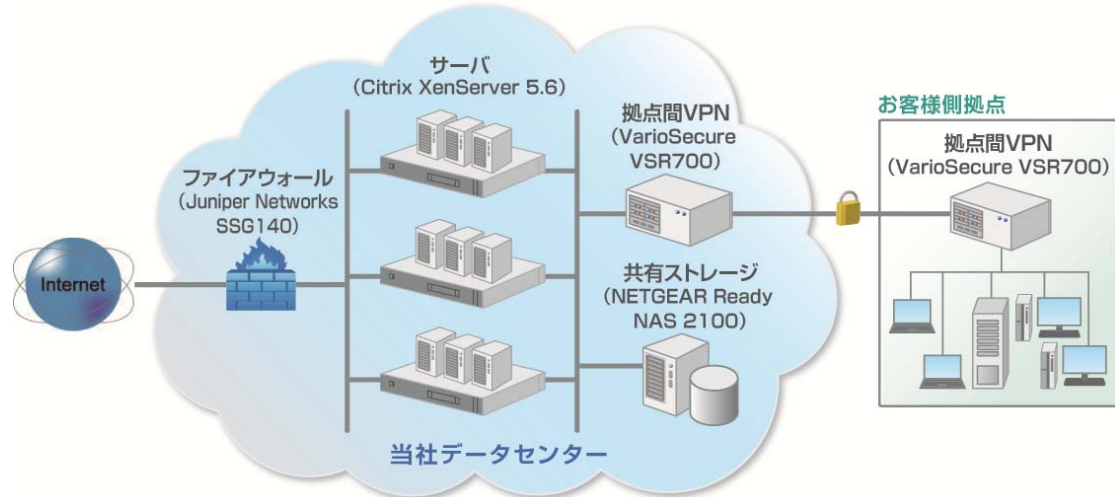 サーバ
(Citrix XenServer 5.6)
拠点間VPN
(VarioSecure
VSR700)
お客様側拠点
拠点間VPN
(VarioSecure VSR700)
ファイアウォール
(Juniper Networks
SSG140)
Internet
共有ストレージ
(NETGEAR Ready
NAS 2100)
当社データセンター